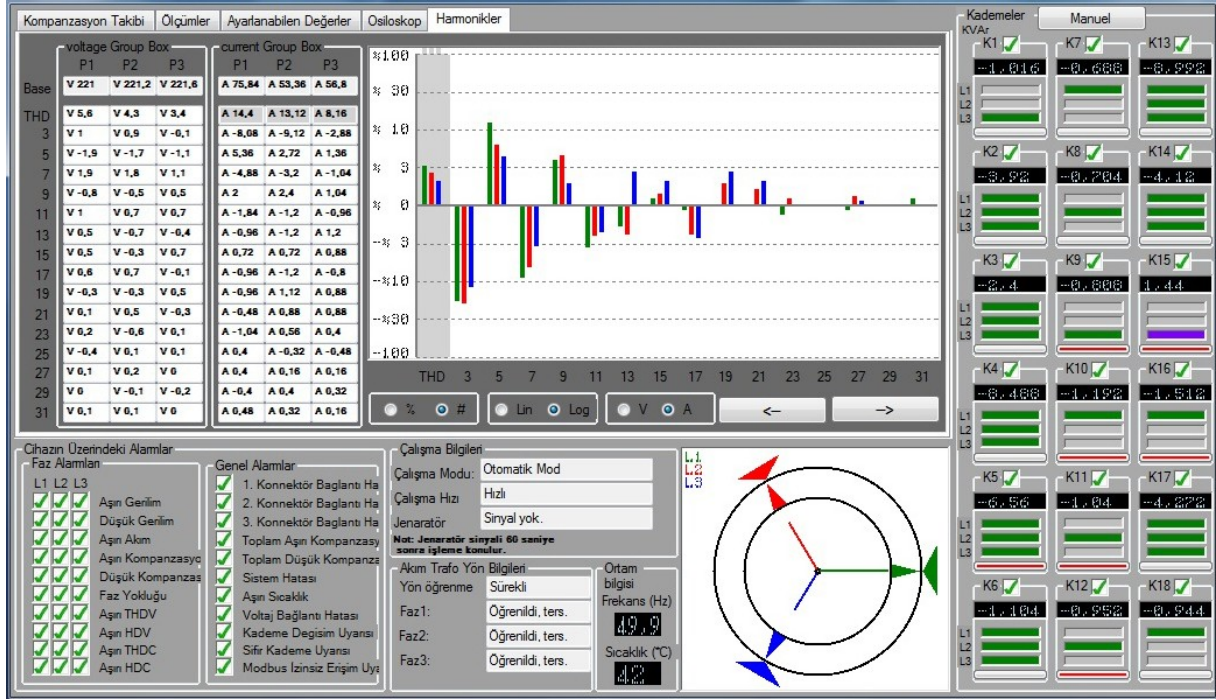 Kompanzasyon Takibi Ölçümler Ayarlanabilen Değerler Osiloskop Harmonikler
voltage Group Box current Group Box
P1 P2 P3 P1 P2 P3
Base V 221 V 221,2 V 221,6 A 75,84 A 53,36 A 56,8
THD V 5,6 V 4,3 V 3,4 A 14,4 A 13,12 A 8,16
3 V 1 V 0,9 V -0,1 A -8,08 A -9,12 A -2,88
5 V -1,9 V -1,7 V -1,1 A 5,36 A 2,72 A 1,36
7 V 1,9 V 1,8 V 1,1 A -4,88 A -3,2 A -1,04
9 V -0,8 V -0,5 V 0,5 A 2 A 2,4 A 1,04
11 V 1 V 0,7 V 0,7 A -1,84 A -1,2 A -0,96
13 V 0,5 V -0,7 V -0,4 A -0,96 A -1,2 A 1,2
15 V 0,5 V -0,3 V 0,7 A 0,72 A 0,72 A 0,88
17 V 0,6 V 0,7 V -0,1 A -0,96 A -1,2 A -0,8
19 V -0,3 V -0,3 V 0,5 A -0,96 A 1,12 A 0,88
21 V 0,1 V 0,5 V -0,3 A -0,48 A 0,88 A 0,88
23 V 0,2 V -0,6 V 0,1 A -1,04 A 0,56 A 0,4
25 V -0,4 V 0,1 V 0,1 A 0,4 A -0,32 A -0,48
27 V 0,1 V 0,2 V 0 A 0,4 A 0,16 A 0,16
29 V 0 V -0,1 V -0,2 A -0,4 A 0,4 A 0,32
31 V 0,1 V 0,1 V 0 A 0,48 A 0,32 A 0,16
%100
% 30
% 10
% 3
% 0
-% 3
-%10
-%30
-100
THD 3 5 7 9 11 13 15 17 19 21 23 25 27 29 31
% # Lin Log V A <-- -->
Cihazın Üzerindeki Alarmlar
Faz Alarmları
L1 L2 L3
Aşırı Gerilim
Düşük Gerilim
Aşırı Akım
Aşırı Kompanzasyo
Düşük Kompanzas
Faz Yokluğu
Aşırı THDV
Aşırı HDV
Aşırı THDC
Aşırı HDC
Genel Alarmlar
1. Konnektör Baglantı Ha
2. Konnektör Baglantı Ha
3. Konnektör Baglantı Ha
Toplam Aşırı Kompanzasy
Toplam Düşük Kompanza
Sistem Hatası
Aşırı Sıcaklık
Voltaj Bağlantı Hatası
Kademe Degisim Uyarısı
Sifir Kademe Uyarısı
Modbus İzinsiz Erişim Uya
Çalışma Bilgileri
Çalışma Modu: Otomatik Mod
Çalışma Hızı Hızlı
Jenaratör Sinyal yok.
Not: Jenaratör sinyali 60 saniye
sonra işleme konulur.
Akım Trafo Yön Bilgileri
Yön öğrenme Sürekli
Faz1: Öğrenildi, ters.
Faz2: Öğrenildi, ters.
Faz3: Öğrenildi, ters.
Ortam
bilgisi
Frekans (Hz)
49,9
Sıcaklık (°C)
42
L1
L2
L3
Kademeler Manuel
KVAr
K1 K7 K13
-1,016 -0,688 -8,992
L1
L2
L3
K2 K8 K14
-3,92 -0,704 -4,12
L1
L2
L3
K3 K9 K15
-2,4 -0,808 1,44
L1
L2
L3
K4 K10 K16
-8,488 -1,192 -1,512
L1
L2
L3
K5 K11 K17
-6,56 -1,04 -4,272
L1
L2
L3
K6 K12 K18
-1,104 -0,952 -0,944
L1
L2
L3